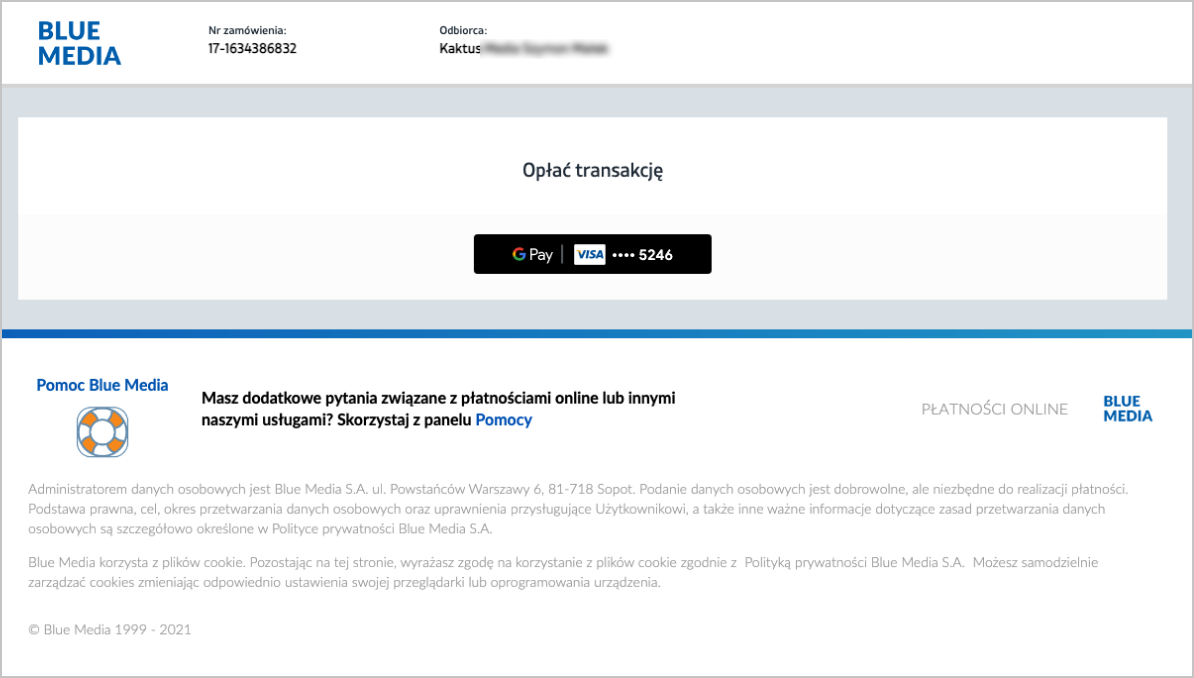 BLUE
MEDIA
Nr zamówienia:
17-1634386832
Odbiorca:
Kaktus
Opłać transakcję
G Pay | VISA •••• 5246
Pomoc Blue Media
Masz dodatkowe pytania związane z płatnościami online lub innymi
naszymi usługami? Skorzystaj z panelu Pomocy
PŁATNOŚCI ONLINE
BLUE
MEDIA
Administratorem danych osobowych jest Blue Media S.A. ul. Powstańców Warszawy 6, 81-718 Sopot. Podanie danych osobowych jest dobrowolne, ale niezbędne do realizacji płatności.
Podstawa prawna, cel, okres przetwarzania danych osobowych oraz uprawnienia przysługujące Użytkownikowi, a także inne ważne informacje dotyczące zasad przetwarzania danych
osobowych są szczegółowo określone w Polityce prywatności Blue Media S.A.
Blue Media korzysta z plików cookie. Pozostając na tej stronie, wyrażasz zgodę na korzystanie z plików cookie zgodnie z Polityką prywatności Blue Media S.A. Możesz samodzielnie
zarządzać cookies zmieniając odpowiednio ustawienia swojej przeglądarki lub oprogramowania urządzenia.
© Blue Media 1999 - 2021